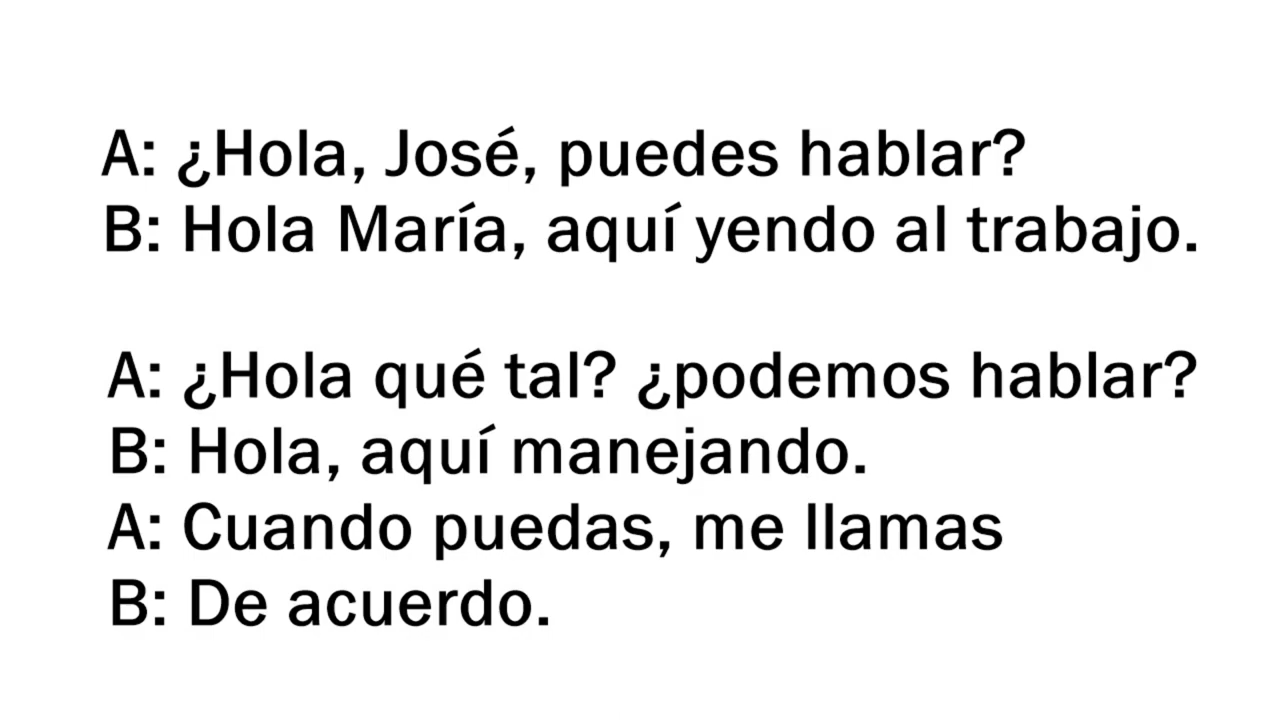 A: ¿Hola, José, puedes hablar?
B: Hola María, aquí yendo al trabajo.
A: ¿Hola qué tal? ¿podemos hablar?
B: Hola, aquí manejando.
A: Cuando puedas, me llamas
B: De acuerdo.